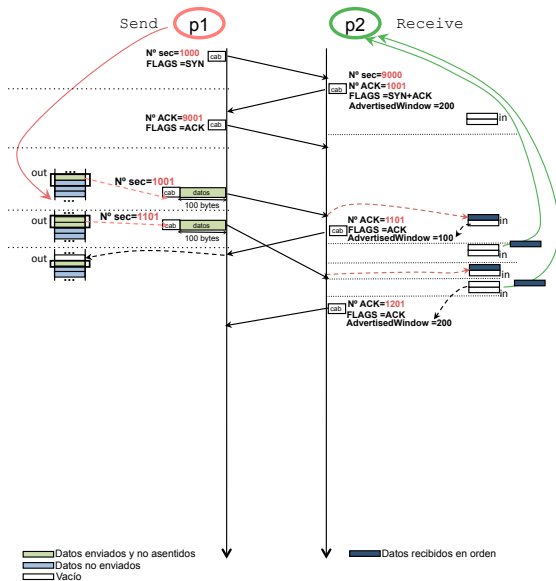 Send p1 p2 Receive
Nº sec=1000
FLAGS =SYN
cab
Nº sec=9000
Nº ACK=1001
FLAGS =SYN+ACK
AdvertisedWindow =200
cab
in
Nº ACK=9001
FLAGS =ACK
cab
out
...
Nº sec=1001
cab datos
100 bytes
...
out
Nº sec=1101
cab datos
100 bytes
...
out
...
Nº ACK=1101
FLAGS =ACK
AdvertisedWindow =100
cab
in
in
in
in
Nº ACK=1201
FLAGS =ACK
AdvertisedWindow =200
cab
Datos enviados y no asentidos
Datos no enviados
Vacío
Datos recibidos en orden